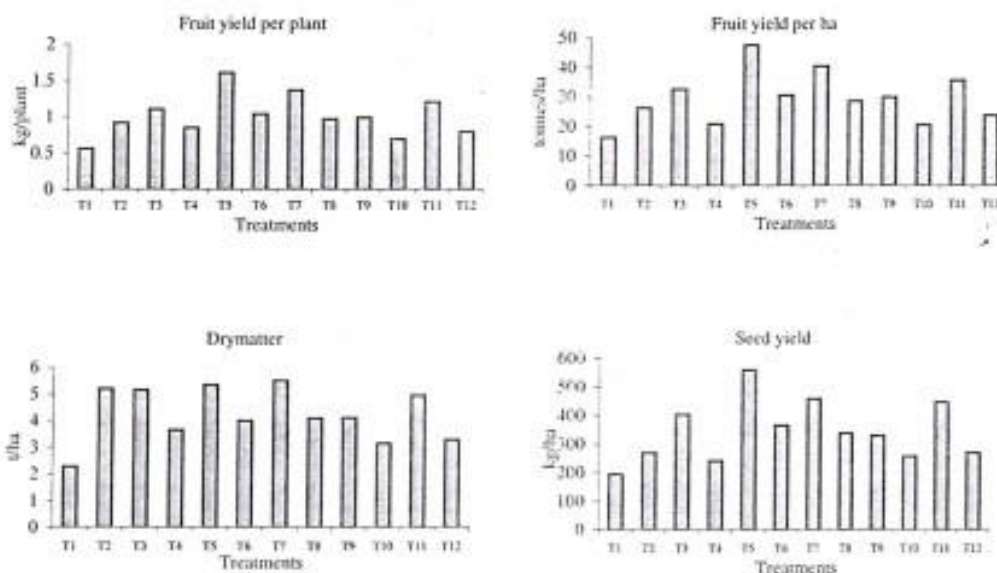 Fruit yield per plant
kg/plant
2
1.5
1
0.5
0
T1 T2 T3 T4 T5 T6 T7 T8 T9 T10 T11 T12
Treatments
Fruit yield per ha
tonnes/ha
50
40
30
20
10
0
T1 T2 T3 T4 T5 T6 T7 T8 T9 T10 T11 T12
Treatments
Drymatter
t/ha
6
5
4
3
2
1
0
T1 T2 T3 T4 T5 T6 T7 T8 T9 T10 T11 T12
Treatments
Seed yield
kg/ha
600
500
400
300
200
100
0
T1 T2 T3 T4 T5 T6 T7 T8 T9 T10 T11 T12
Treatments